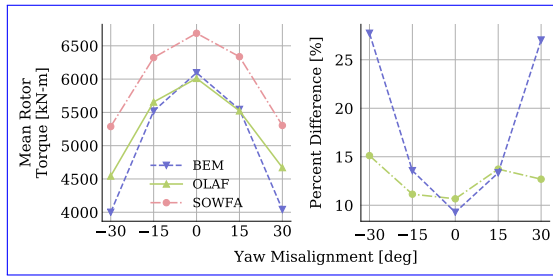 Mean Rotor
Torque [kN-m]
6500
6000
5500
5000
4500
4000
BEM
OLAF
SOWFA
−30 −15 0 15 30
Percent Difference [%]
25
20
15
10
−30 −15 0 15 30
Yaw Misalignment [deg]